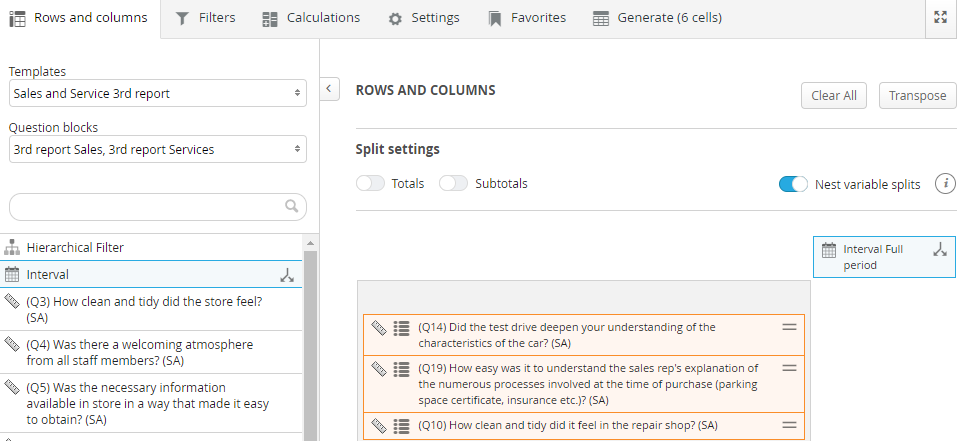 Rows and columns
Filters
Calculations
Settings
Favorites
Generate (6 cells)
Templates
Sales and Service 3rd report
Question blocks
3rd report Sales, 3rd report Services
Hierarchical Filter
Interval
(Q3) How clean and tidy did the store feel?
(SA)
(Q4) Was there a welcoming atmosphere
from all staff members? (SA)
(Q5) Was the necessary information
available in store in a way that made it easy
to obtain? (SA)
ROWS AND COLUMNS
Clear All
Transpose
Split settings
Totals
Subtotals
Nest variable splits
i
Interval Full
period
(Q14) Did the test drive deepen your understanding of the
characteristics of the car? (SA)
(Q19) How easy was it to understand the sales rep's explanation of
the numerous processes involved at the time of purchase (parking
space certificate, insurance etc.)? (SA)
(Q10) How clean and tidy did it feel in the repair shop? (SA)